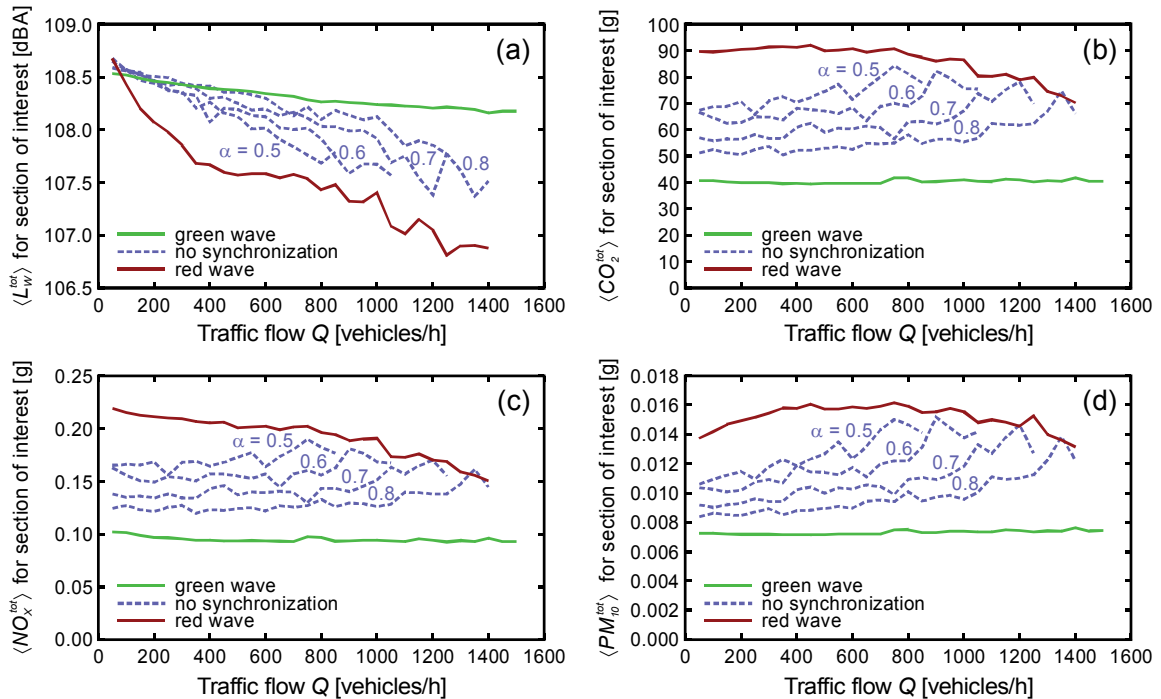 (a)
⟨L_W^tot⟩ for section of interest [dBA]
109.0
108.5
108.0
107.5
107.0
106.5
α = 0.5
0.6
0.7
0.8
green wave
no synchronization
red wave
0 200 400 600 800 1000 1200 1400 1600
Traffic flow Q [vehicles/h]
(b)
⟨CO_2^tot⟩ for section of interest [g]
100
90
80
70
60
50
40
30
20
10
0
α = 0.5
0.6
0.7
0.8
green wave
no synchronization
red wave
0 200 400 600 800 1000 1200 1400 1600
Traffic flow Q [vehicles/h]
(c)
⟨NO_X^tot⟩ for section of interest [g]
0.25
0.20
0.15
0.10
0.05
0.00
α = 0.5
0.6
0.7
0.8
green wave
no synchronization
red wave
0 200 400 600 800 1000 1200 1400 1600
Traffic flow Q [vehicles/h]
(d)
⟨PM_10^tot⟩ for section of interest [g]
0.018
0.016
0.014
0.012
0.010
0.008
0.006
0.004
0.002
0.000
α = 0.5
0.6
0.7
0.8
green wave
no synchronization
red wave
0 200 400 600 800 1000 1200 1400 1600
Traffic flow Q [vehicles/h]